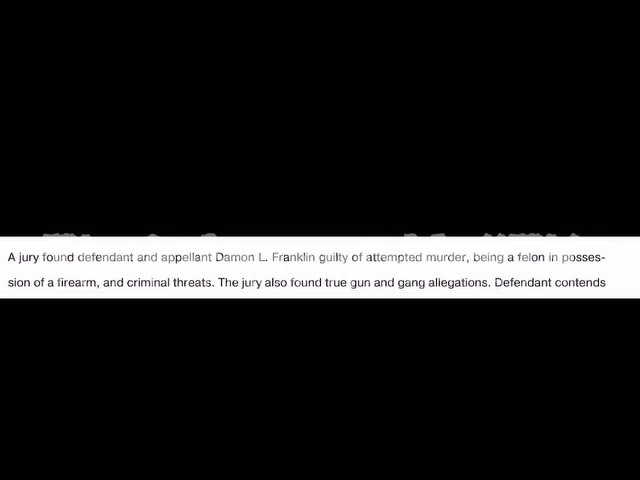 A jury found defendant and appellant Damon L. Franklin guilty of attempted murder, being a felon in posses-
sion of a firearm, and criminal threats. The jury also found true gun and gang allegations. Defendant contends